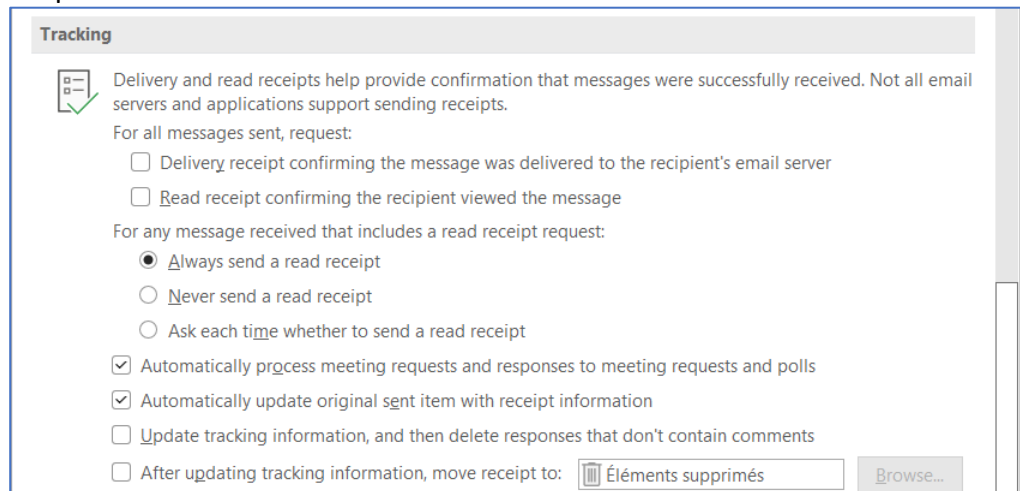 Tracking
Delivery and read receipts help provide confirmation that messages were successfully received. Not all email
servers and applications support sending receipts.
For all messages sent, request:
Delivery receipt confirming the message was delivered to the recipient's email server
Read receipt confirming the recipient viewed the message
For any message received that includes a read receipt request:
Always send a read receipt
Never send a read receipt
Ask each time whether to send a read receipt
Automatically process meeting requests and responses to meeting requests and polls
Automatically update original sent item with receipt information
Update tracking information, and then delete responses that don't contain comments
After updating tracking information, move receipt to: Éléments supprimés Browse...